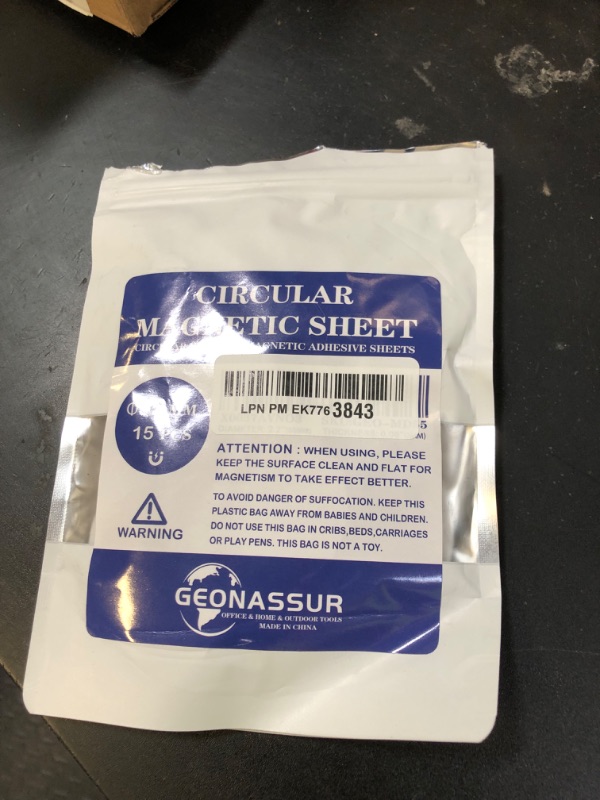 CIRCULAR
MAGNETIC SHEET
MAGNETIC ADHESIVE SHEETS
15 PCS
LPN PM EK776 3843
ATTENTION : WHEN USING, PLEASE
KEEP THE SURFACE CLEAN AND FLAT FOR
MAGNETISM TO TAKE EFFECT BETTER.
TO AVOID DANGER OF SUFFOCATION. KEEP THIS
PLASTIC BAG AWAY FROM BABIES AND CHILDREN.
DO NOT USE THIS BAG IN CRIBS,BEDS,CARRIAGES
OR PLAY PENS. THIS BAG IS NOT A TOY.
WARNING
GEONASSUR
OFFICE & HOME & OUTDOOR TOOLS
MADE IN CHINA